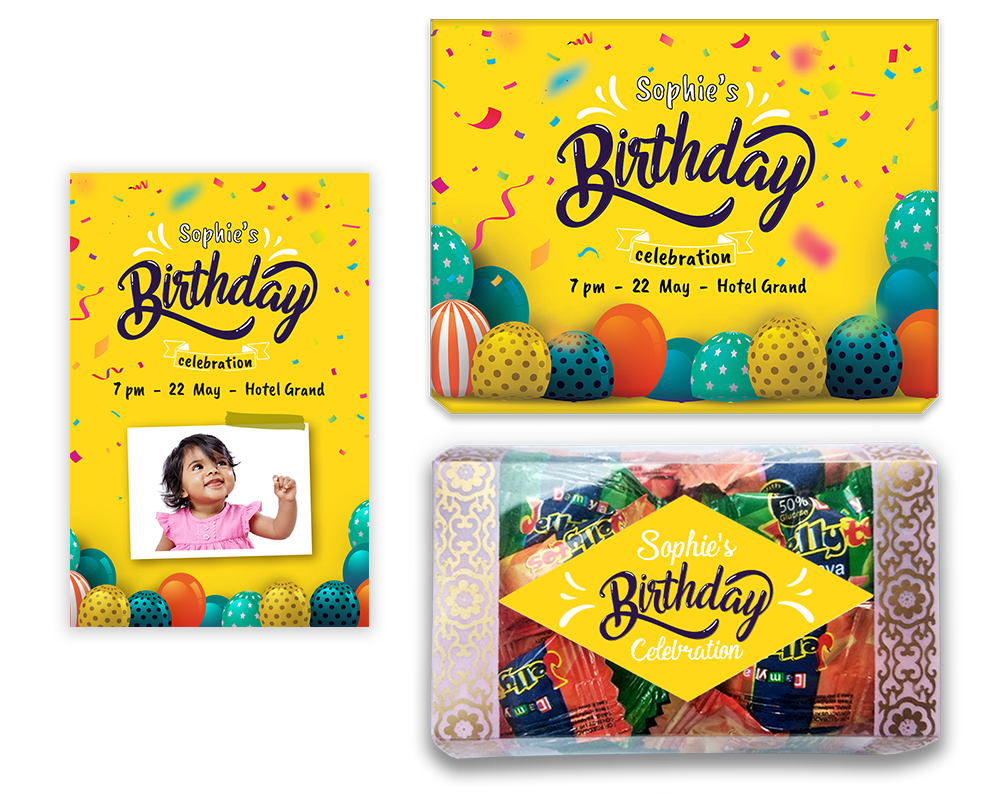 Sophie's
Birthday
celebration
7 pm - 22 May - Hotel Grand
Sophie's
Birthday
celebration
7 pm - 22 May - Hotel Grand
50%
Sophie's
Birthday
Celebration